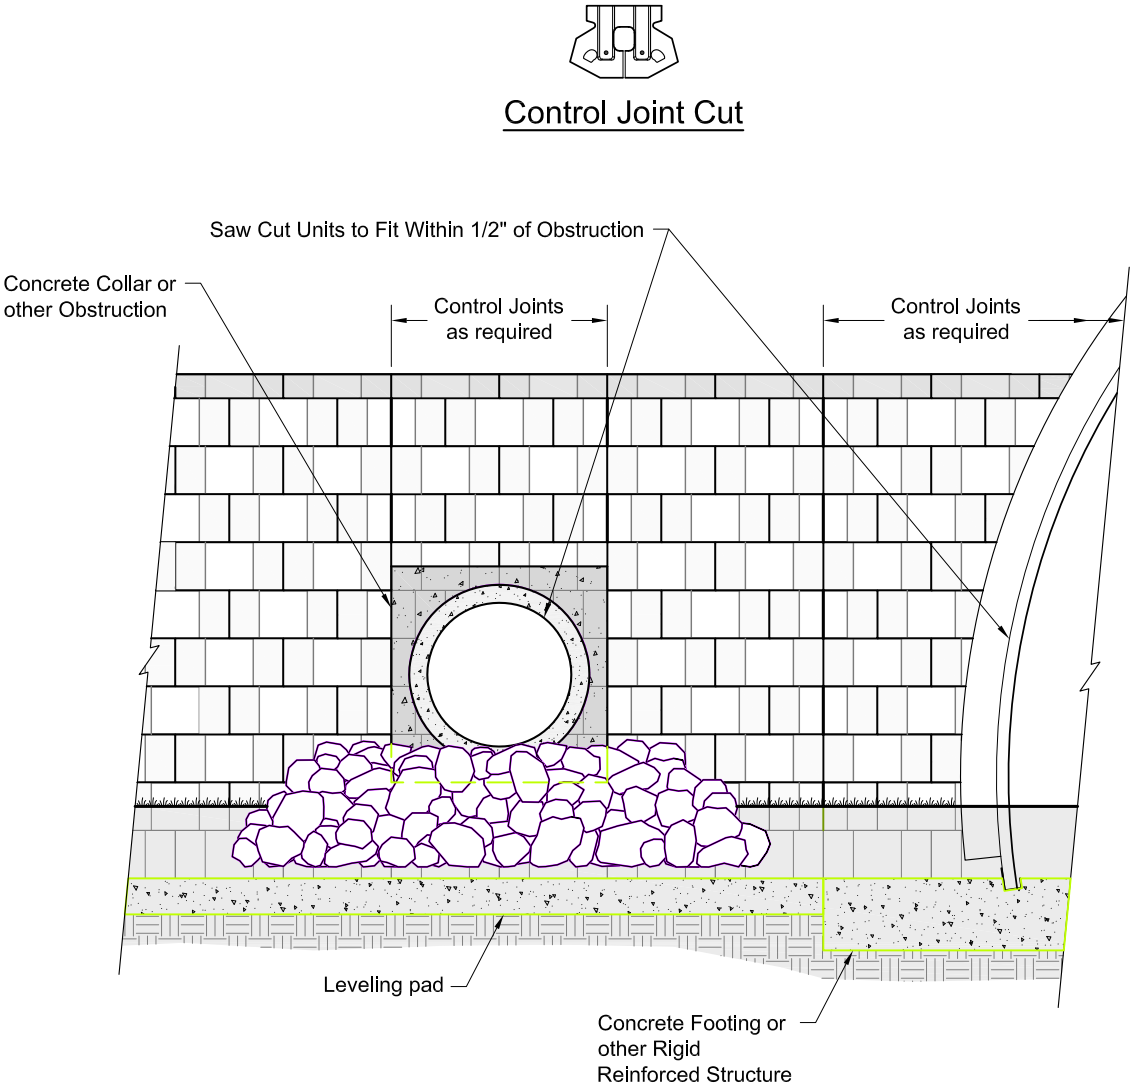 Control Joint Cut
Saw Cut Units to Fit Within 1/2" of Obstruction
Concrete Collar or
other Obstruction
Control Joints
as required
Control Joints
as required
Leveling pad
Concrete Footing or
other Rigid
Reinforced Structure